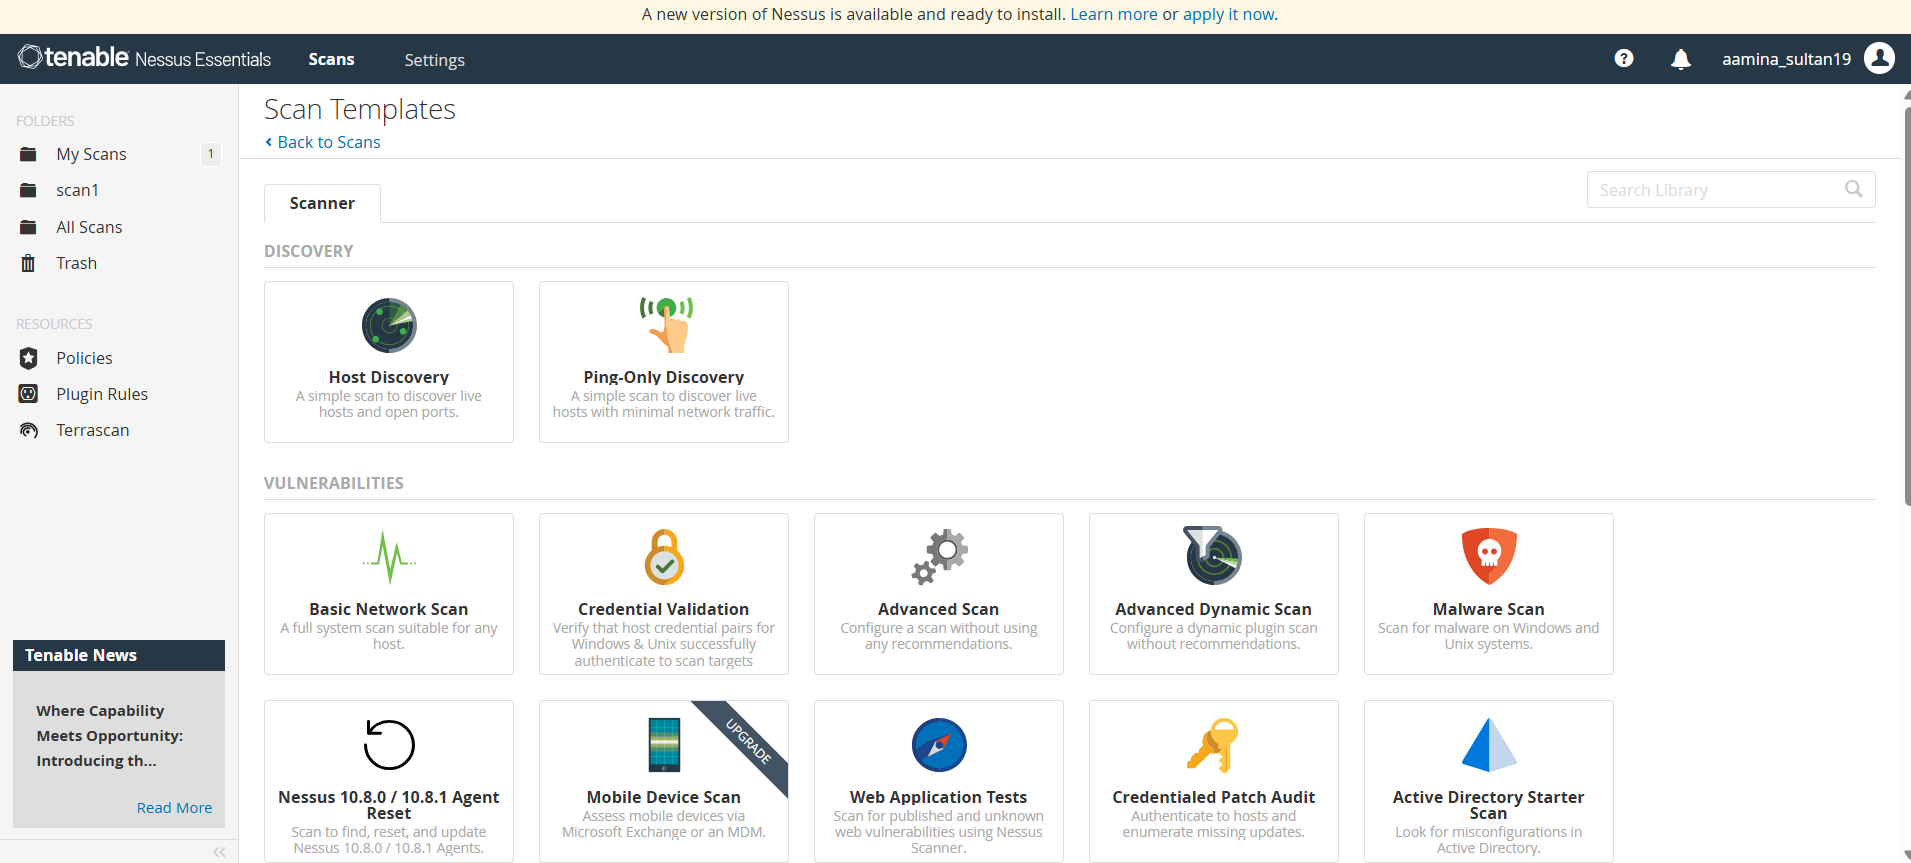 A new version of Nessus is available and ready to install. Learn more or apply it now.
tenable Nessus Essentials Scans Settings aamina_sultan19
FOLDERS
My Scans 1
scan1
All Scans
Trash
RESOURCES
Policies
Plugin Rules
Terrascan
Tenable News
Where Capability
Meets Opportunity:
Introducing th...
Read More
Scan Templates
Back to Scans
Scanner
Search Library
DISCOVERY
Host Discovery
A simple scan to discover live
hosts and open ports.
Ping-Only Discovery
A simple scan to discover live
hosts with minimal network traffic.
VULNERABILITIES
Basic Network Scan
A full system scan suitable for any
host.
Credential Validation
Verify that host credential pairs for
Windows & Unix successfully
authenticate to scan targets
Advanced Scan
Configure a scan without using
any recommendations.
Advanced Dynamic Scan
Configure a dynamic plugin scan
without recommendations.
Malware Scan
Scan for malware on Windows and
Unix systems.
Nessus 10.8.0 / 10.8.1 Agent
Reset
Scan to find, reset, and update
Nessus 10.8.0 / 10.8.1 Agents.
UPGRADE
Mobile Device Scan
Assess mobile devices via
Microsoft Exchange or an MDM.
Web Application Tests
Scan for published and unknown
web vulnerabilities using Nessus
Scanner.
Credentialed Patch Audit
Authenticate to hosts and
enumerate missing updates.
Active Directory Starter
Scan
Look for misconfigurations in
Active Directory.